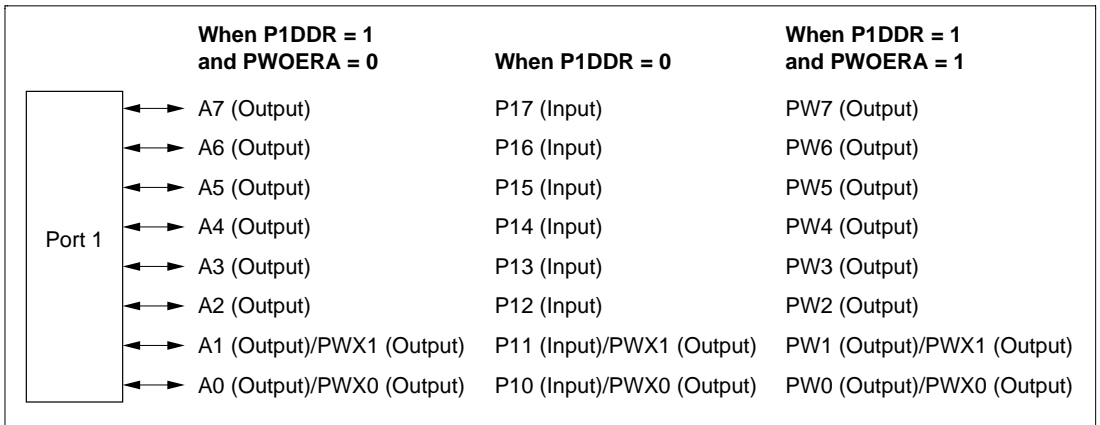 When P1DDR = 1 When P1DDR = 1
and PWOERA = 0 When P1DDR = 0 and PWOERA = 1
A7 (Output) P17 (Input) PW7 (Output)
A6 (Output) P16 (Input) PW6 (Output)
A5 (Output) P15 (Input) PW5 (Output)
Port 1 A4 (Output) P14 (Input) PW4 (Output)
A3 (Output) P13 (Input) PW3 (Output)
A2 (Output) P12 (Input) PW2 (Output)
A1 (Output)/PWX1 (Output) P11 (Input)/PWX1 (Output) PW1 (Output)/PWX1 (Output)
A0 (Output)/PWX0 (Output) P10 (Input)/PWX0 (Output) PW0 (Output)/PWX0 (Output)